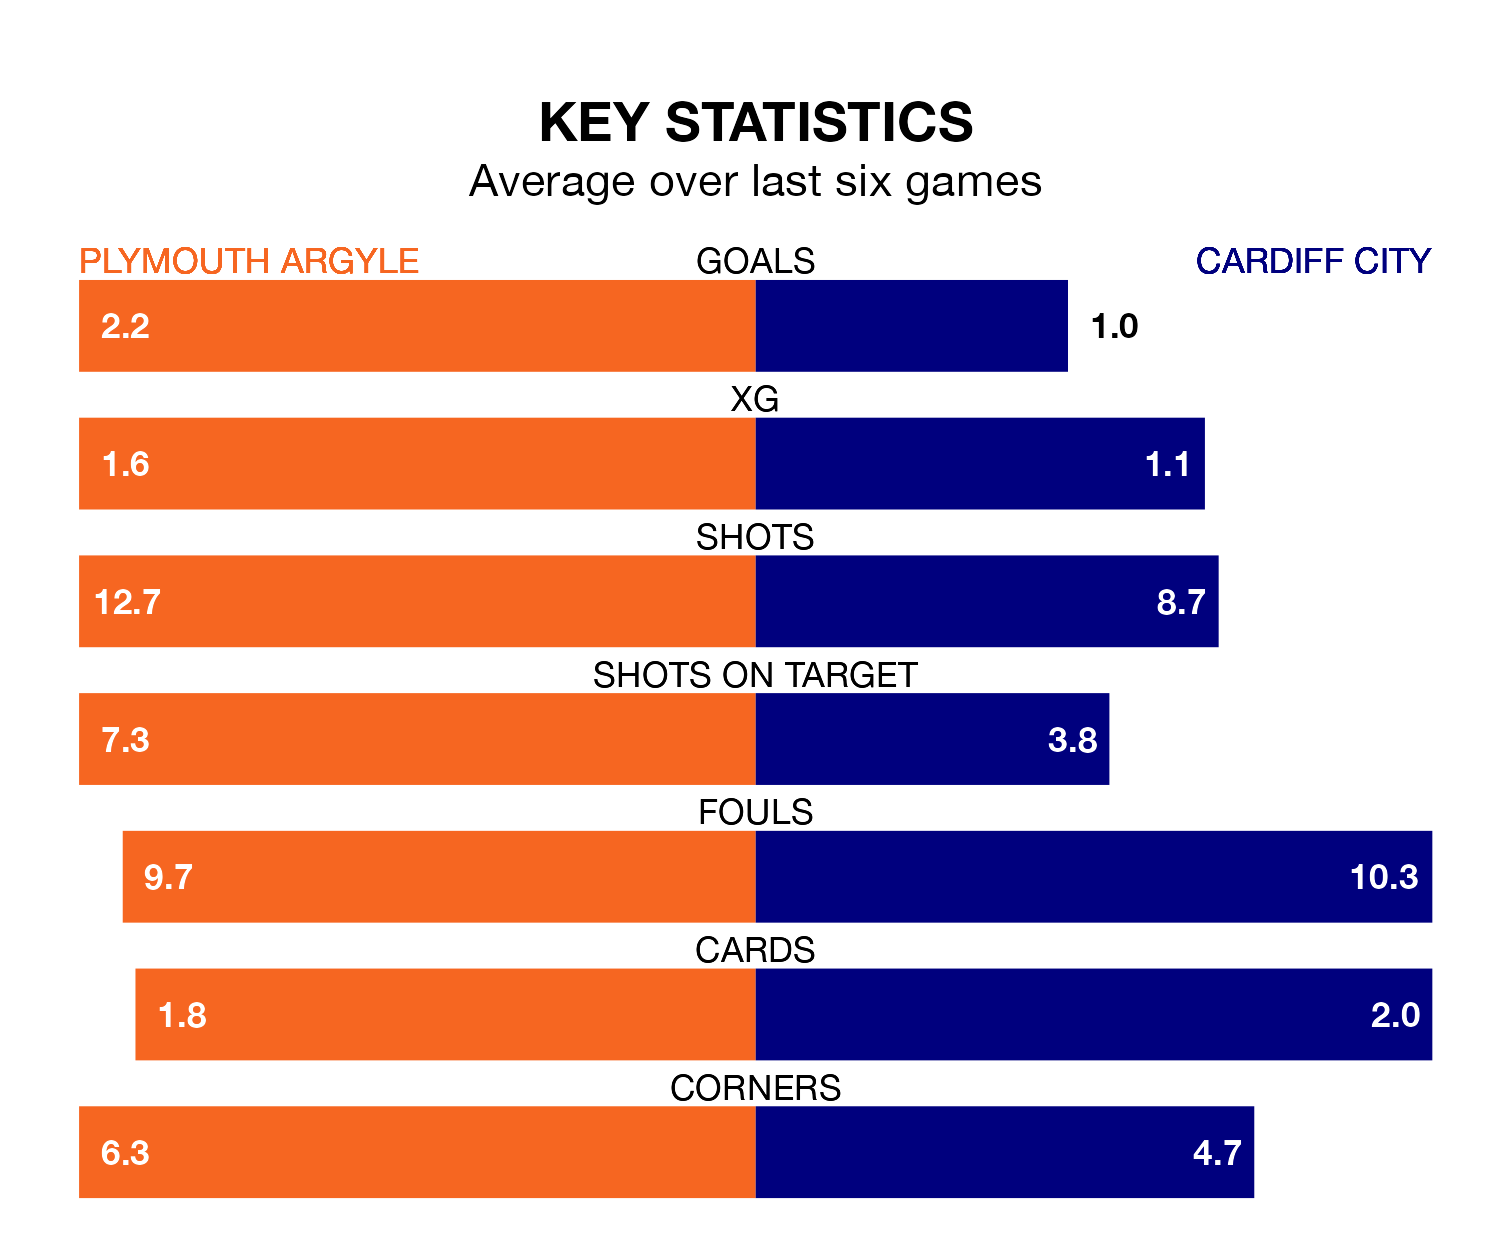 KEY STATISTICS
Average over last six games
PLYMOUTH ARGYLE GOALS CARDIFF CITY
2.2 1.0
XG
1.6 1.1
SHOTS
12.7 8.7
SHOTS ON TARGET
7.3 3.8
FOULS
9.7 10.3
CARDS
1.8 2.0
CORNERS
6.3 4.7